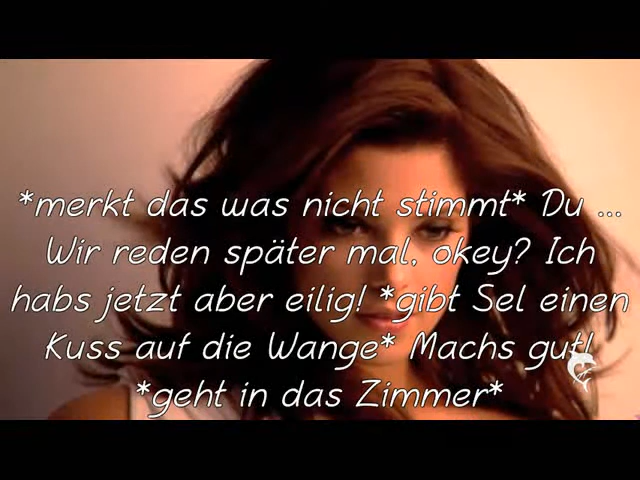 *merkt das was nicht stimmt* Du ...
Wir reden später mal, okey? Ich
habs jetzt aber eilig! *gibt Sel einen
Kuss auf die Wange* Machs gut!
*geht in das Zimmer*